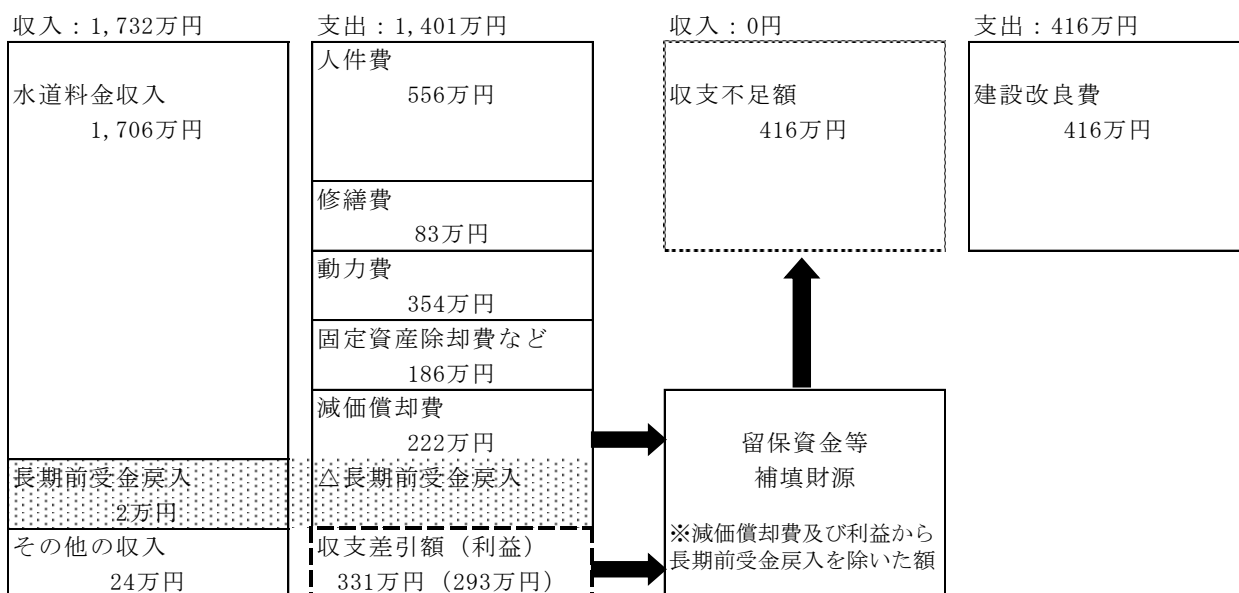 収入：1,732万円
水道料金収入
1,706万円
長期前受金戻入
2万円
その他の収入
24万円
支出：1,401万円
人件費
556万円
修繕費
83万円
動力費
354万円
固定資産除却費など
186万円
減価償却費
222万円
△長期前受金戻入
収支差引額（利益）
331万円（293万円）
収入：0円
収支不足額
416万円
留保資金等
補填財源
※減価償却費及び利益から
長期前受金戻入を除いた額
支出：416万円
建設改良費
416万円